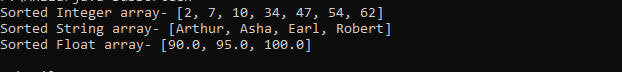 Sorted Integer array- [2, 7, 10, 34, 47, 54, 62]
Sorted String array- [Arthur, Asha, Earl, Robert]
Sorted Float array- [90.0, 95.0, 100.0]